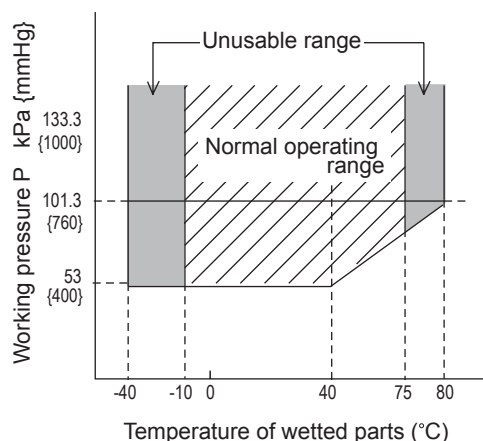 Unusable range
Working pressure P kPa {mmHg}
133.3
{1000}
Normal operating
range
101.3
{760}
53
{400}
-40 -10 0 40 75 80
Temperature of wetted parts (°C)